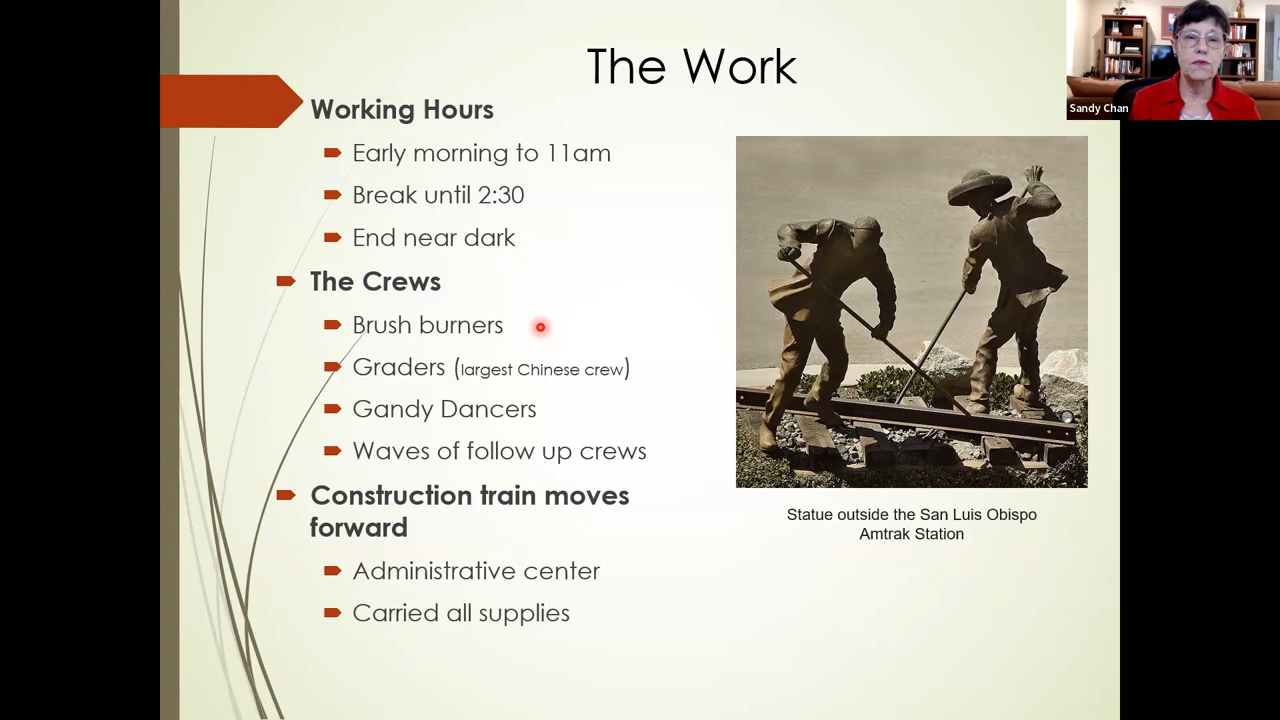 The Work
Sandy Chan
Working Hours
Early morning to 11am
Break until 2:30
End near dark
The Crews
Brush burners
Graders (largest Chinese crew)
Gandy Dancers
Waves of follow up crews
Construction train moves
forward
Administrative center
Carried all supplies
Statue outside the San Luis Obispo
Amtrak Station